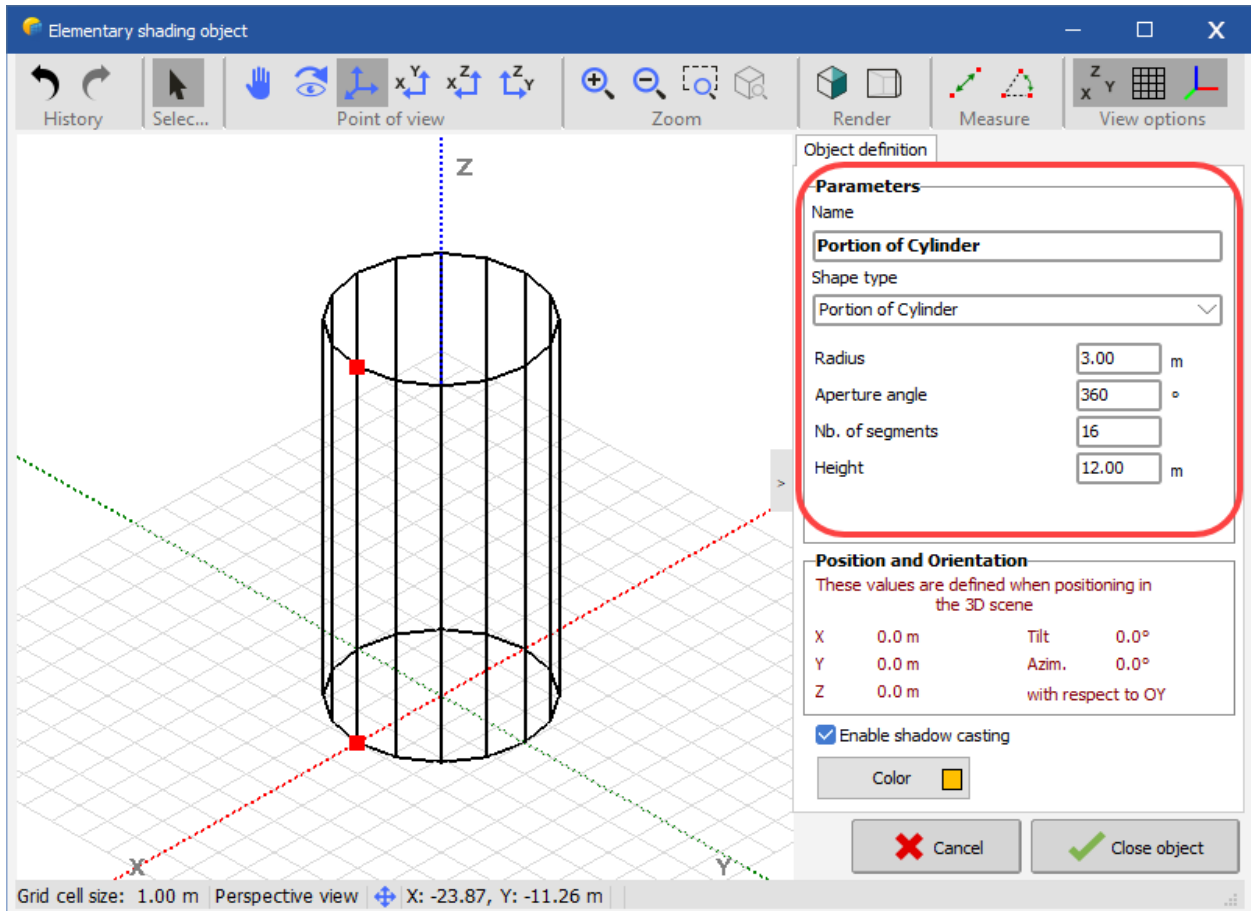 Elementary shading object
History
Selec...
Point of view
Zoom
Render
Measure
View options
X Y
X Z
Z Y
Z
X Y
Object definition
Z
Parameters
Name
Portion of Cylinder
Shape type
Portion of Cylinder
Radius 3.00 m
Aperture angle 360 °
Nb. of segments 16
Height 12.00 m
>
Position and Orientation
These values are defined when positioning in
the 3D scene
X 0.0 m Tilt 0.0°
Y 0.0 m Azim. 0.0°
Z 0.0 m with respect to OY
Enable shadow casting
Color
X
Y
Cancel
Close object
Grid cell size: 1.00 m Perspective view X: -23.87, Y: -11.26 m